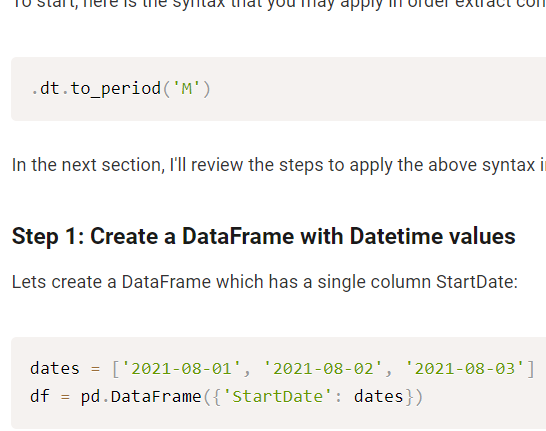 To start, here is the syntax that you may apply in order extract con
.dt.to_period('M')
In the next section, I'll review the steps to apply the above syntax i
Step 1: Create a DataFrame with Datetime values
Lets create a DataFrame which has a single column StartDate:
dates = ['2021-08-01', '2021-08-02', '2021-08-03']
df = pd.DataFrame({'StartDate': dates})